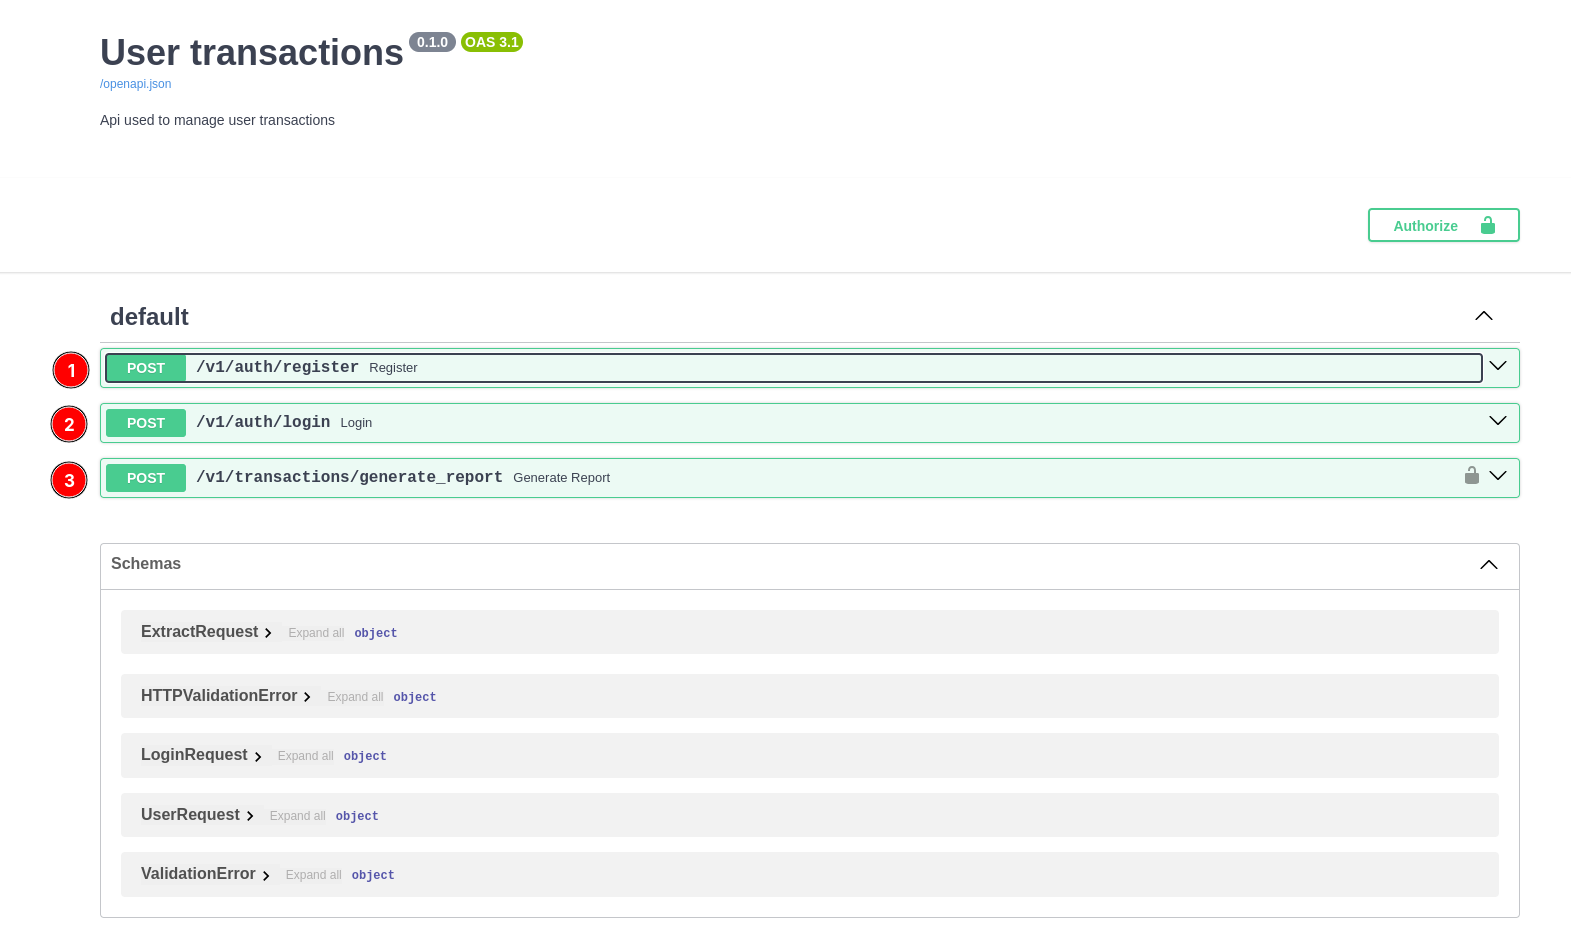 User transactions 0.1.0 OAS 3.1
/openapi.json
Api used to manage user transactions
Authorize
default
1 POST /v1/auth/register Register
2 POST /v1/auth/login Login
3 POST /v1/transactions/generate_report Generate Report
Schemas
ExtractRequest Expand all object
HTTPValidationError Expand all object
LoginRequest Expand all object
UserRequest Expand all object
ValidationError Expand all object